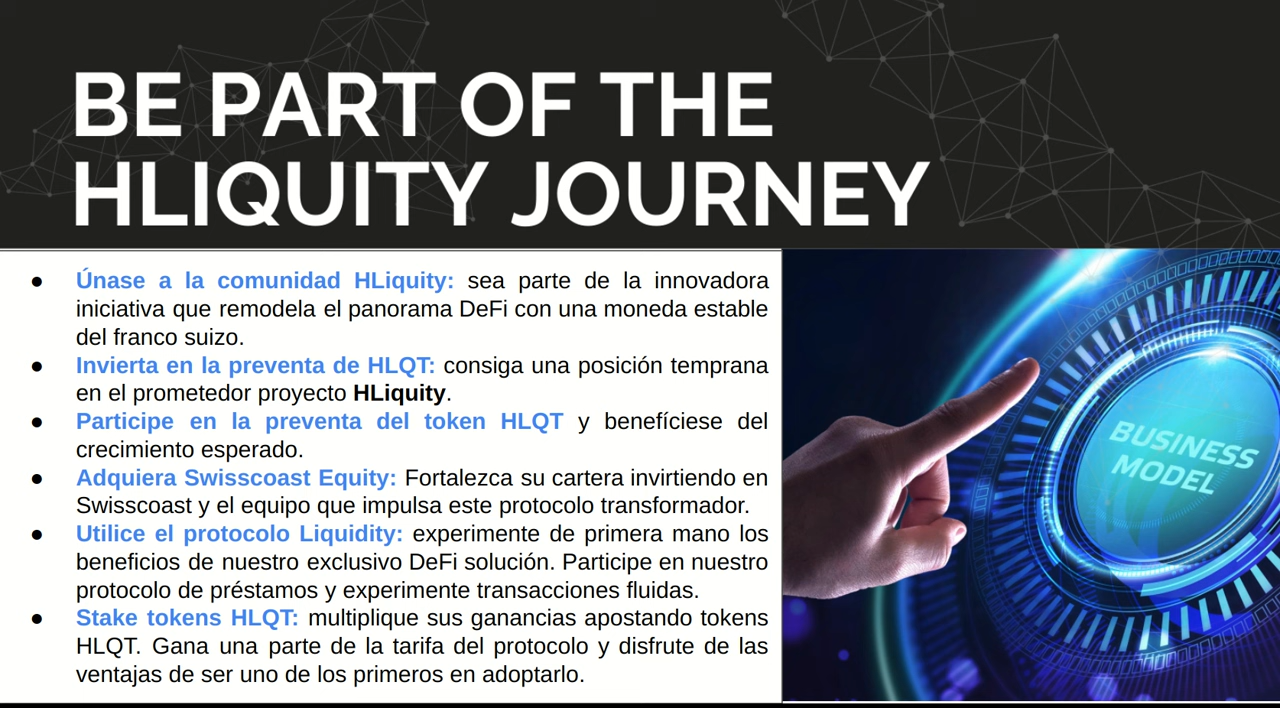 BE PART OF THE
HLIQUITY JOURNEY
● Únase a la comunidad HLiquity: sea parte de la innovadora
iniciativa que remodela el panorama DeFi con una moneda estable
del franco suizo.
● Invierta en la preventa de HLQT: consiga una posición temprana
en el prometedor proyecto HLiquity.
● Participe en la preventa del token HLQT y benefíciese del
crecimiento esperado.
● Adquiera Swisscoast Equity: Fortalezca su cartera invirtiendo en
Swisscoast y el equipo que impulsa este protocolo transformador.
● Utilice el protocolo Liquidity: experimente de primera mano los
beneficios de nuestro exclusivo DeFi solución. Participe en nuestro
protocolo de préstamos y experimente transacciones fluidas.
● Stake tokens HLQT: multiplique sus ganancias apostando tokens
HLQT. Gana una parte de la tarifa del protocolo y disfrute de las
ventajas de ser uno de los primeros en adoptarlo.
BUSINESS
MODEL